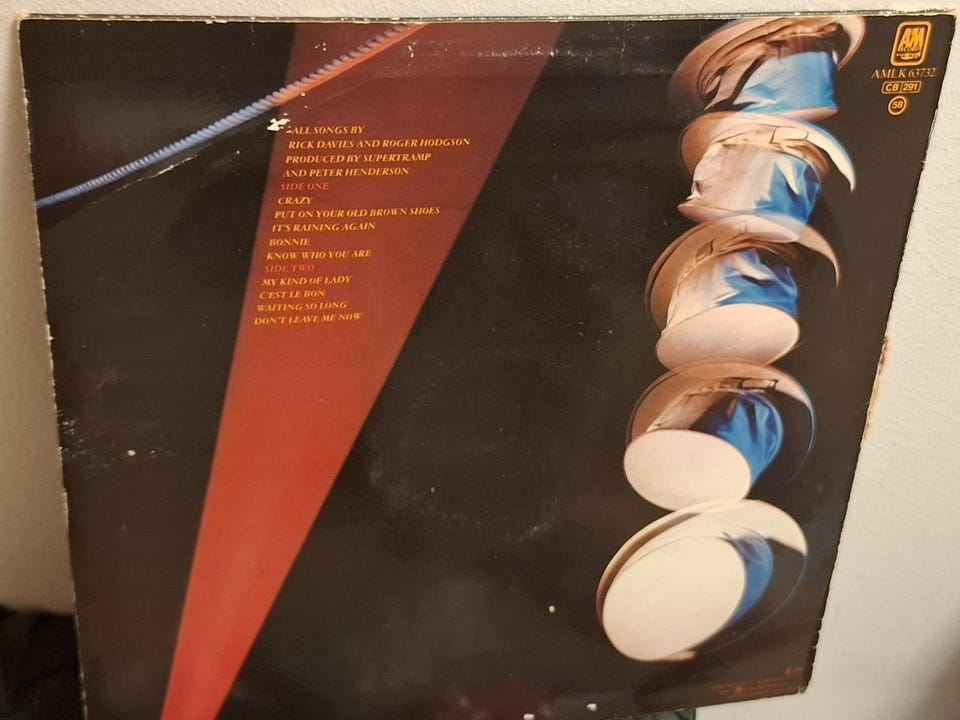 ALL SONGS BY
RICK DAVIES AND ROGER HODGSON
PRODUCED BY SUPERTRAMP
AND PETER HENDERSON
SIDE ONE
CRAZY
PUT ON YOUR OLD BROWN SHOES
IT'S RAINING AGAIN
BONNIE
KNOW WHO YOU ARE
SIDE TWO
MY KIND OF LADY
C'EST LE BON
WAITING SO LONG
DON'T LEAVE ME NOW
A&M
RECORDS
AMLK 63732
CB 291
58